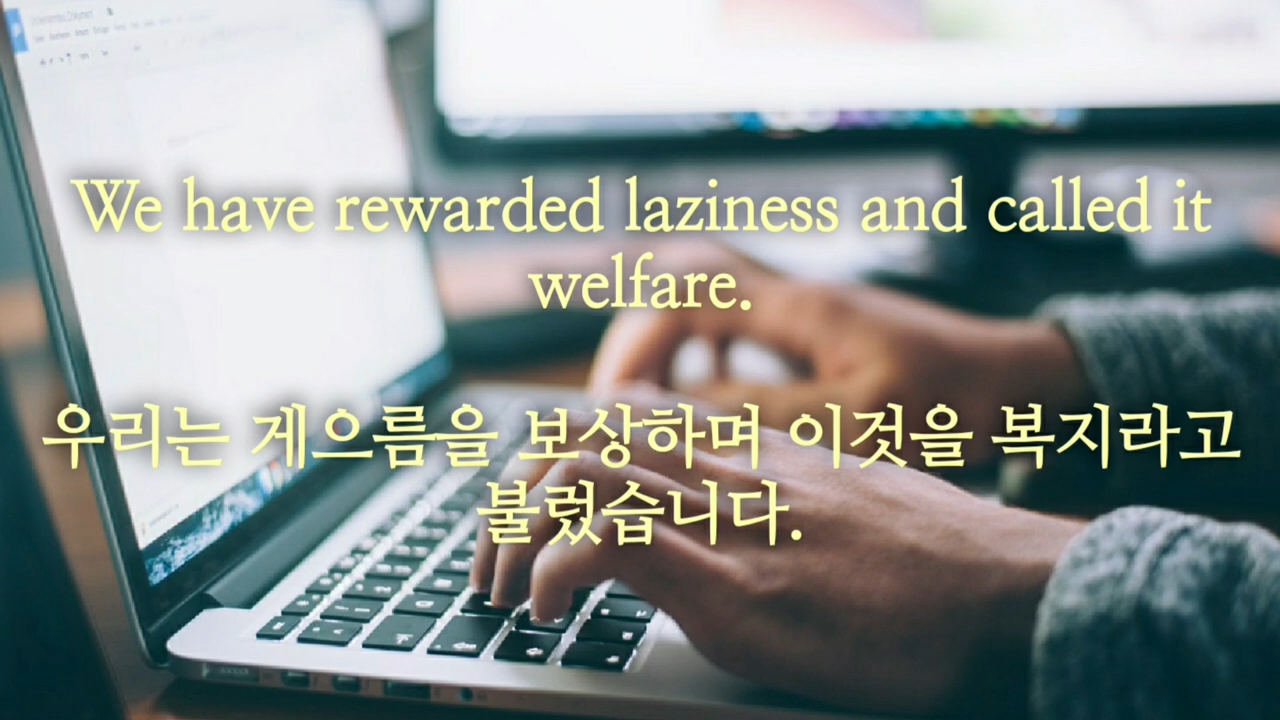 We have rewarded laziness and called it
welfare.
우리는 게으름을 보상하며 이것을 복지라고
불렀습니다.